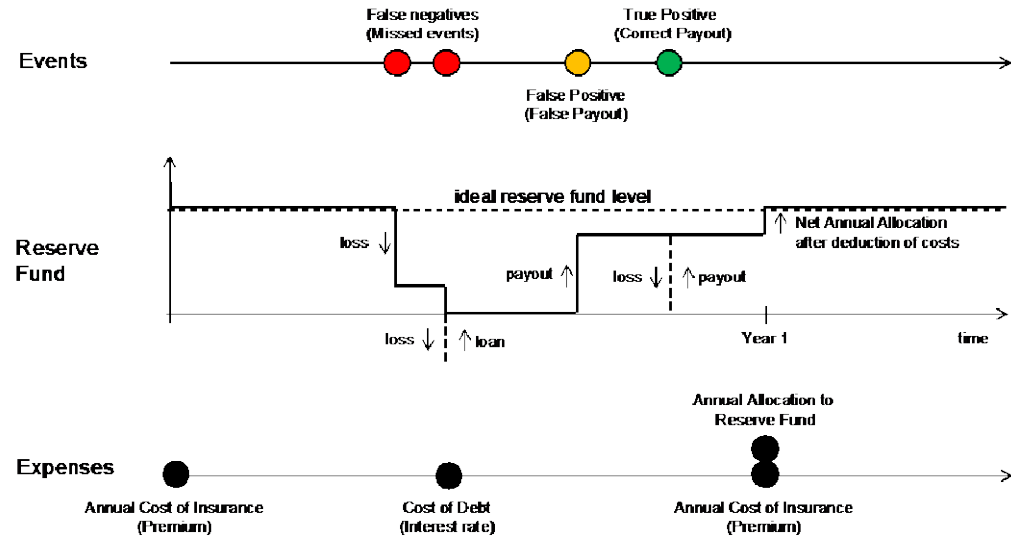 False negatives
(Missed events)
True Positive
(Correct Payout)
Events
False Positive
(False Payout)
ideal reserve fund level
Net Annual Allocation
after deduction of costs
loss
Reserve
Fund
payout
loss
payout
loss
loan
Year 1
time
Annual Allocation to
Reserve Fund
Expenses
Annual Cost of Insurance
(Premium)
Cost of Debt
(Interest rate)
Annual Cost of Insurance
(Premium)